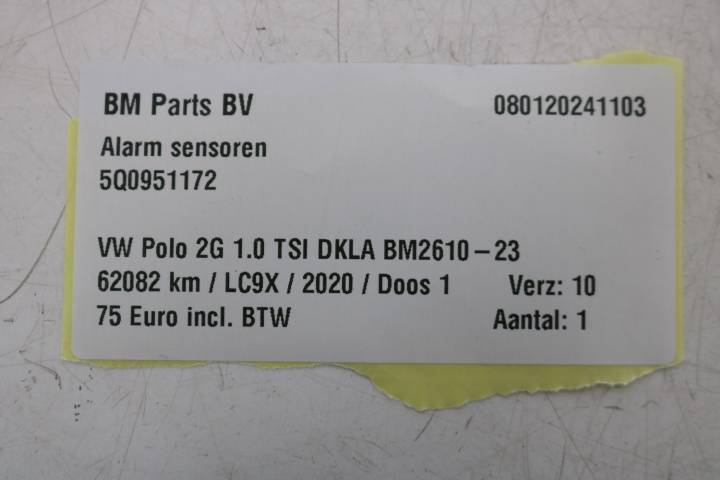 BM Parts BV 080120241103
Alarm sensoren
5Q0951172
VW Polo 2G 1.0 TSI DKLA BM2610-23
62082 km / LC9X / 2020 / Doos 1 Verz: 10
75 Euro incl. BTW Aantal: 1